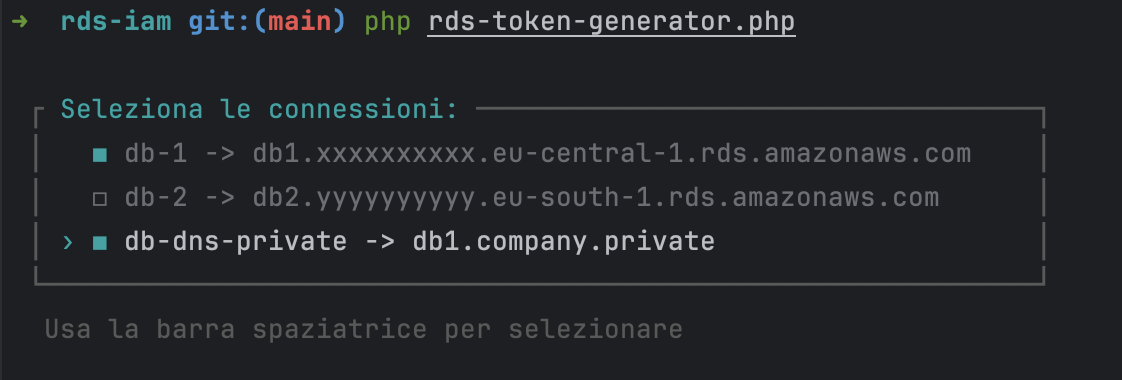 ➜ rds-iam git:(main) php rds-token-generator.php
Seleziona le connessioni:
◼ db-1 -> db1.xxxxxxxxxx.eu-central-1.rds.amazonaws.com
◻ db-2 -> db2.yyyyyyyyyy.eu-south-1.rds.amazonaws.com
› ◼ db-dns-private -> db1.company.private
Usa la barra spaziatrice per selezionare